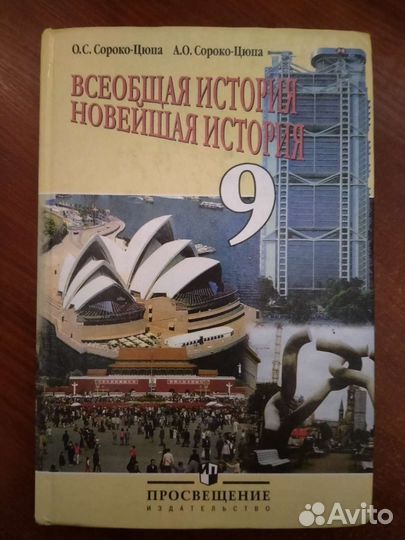 О.С. Сороко-Цюпа А.О. Сороко-Цюпа
ВСЕОБЩАЯ ИСТОРИЯ
НОВЕЙШАЯ ИСТОРИЯ
9
ПРОСВЕЩЕНИЕ
ИЗДАТЕЛЬСТВО
Avito